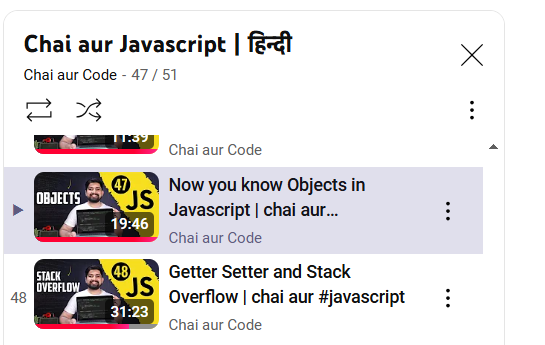 Chai aur Javascript | हिन्दी
Chai aur Code - 47 / 51
11:39
Chai aur Code
OBJECTS
47
JS
19:46
Now you know Objects in
Javascript | chai aur...
Chai aur Code
48
STACK
OVERFLOW
48
JS
31:23
Getter Setter and Stack
Overflow | chai aur #javascript
Chai aur Code